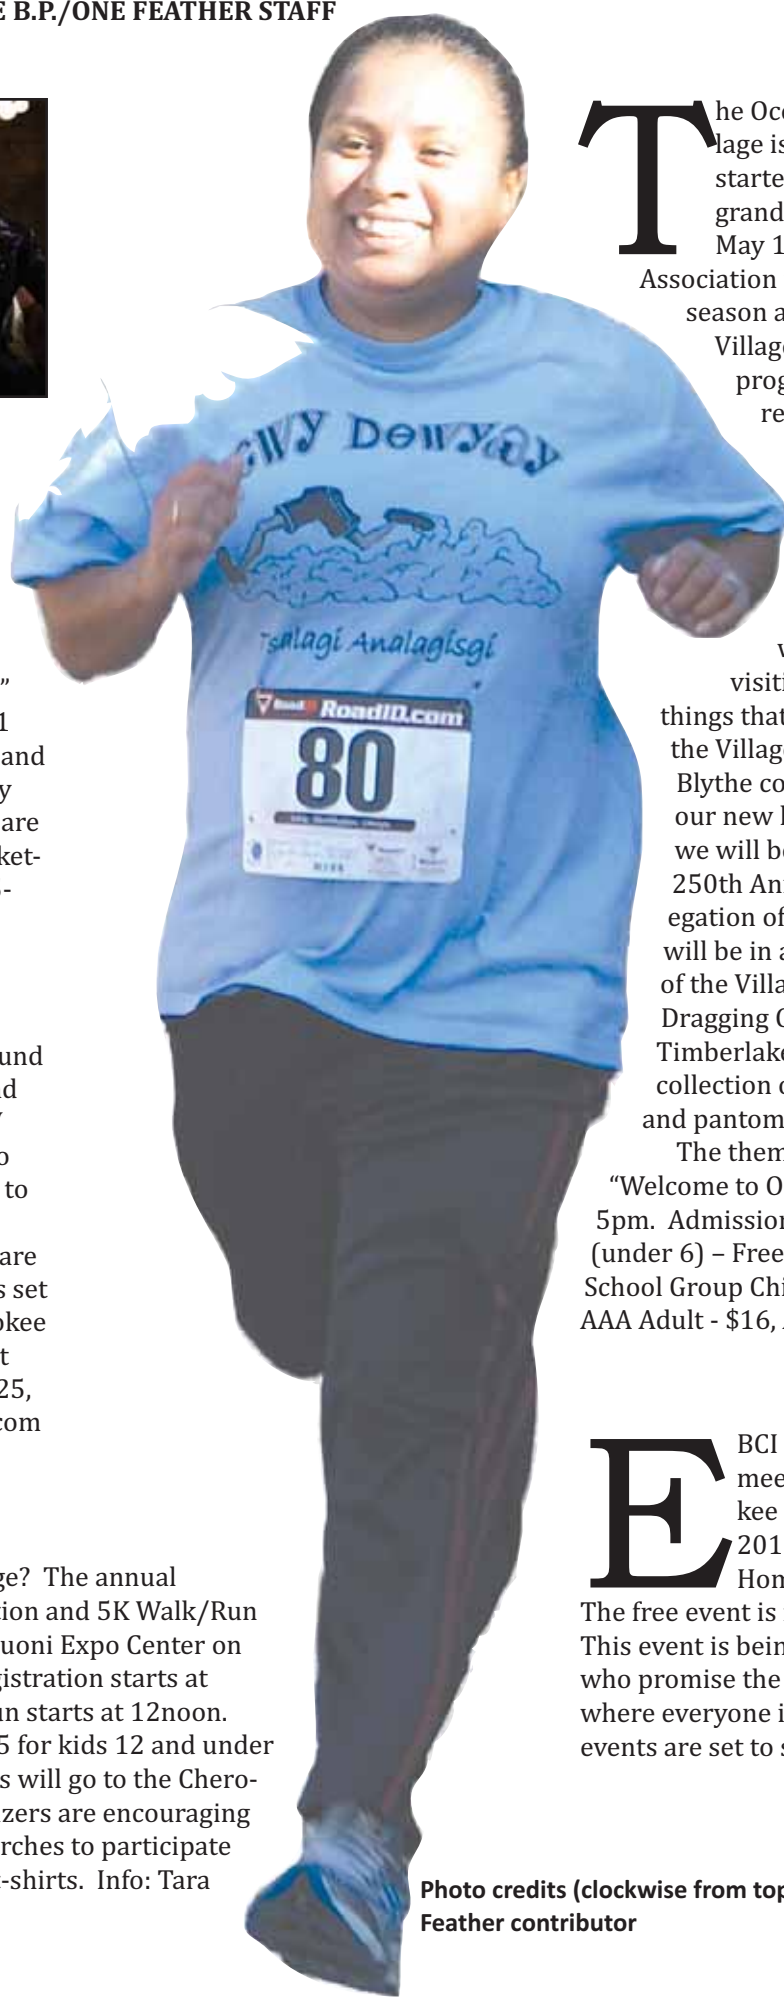 E B.P./ONE FEATHER STAFF
”
1
and
y
are
ket-
und
d
to
are
s set
okee
t
25,
com
ge? The annual
tion and 5K Walk/Run
uoni Expo Center on
gistration starts at
un starts at 12noon.
5 for kids 12 and under
s will go to the Chero-
izers are encouraging
rches to participate
t-shirts. Info: Tara
ᏣᎳᎩ ᎠᎾᎳᎩᏍᎩ
Tsalagi Analagisgi
RoadID.com
80
The Oc
lage is
starte
grand
May 1
Association
season a
Village
prog
re
w
visiti
things that
the Village
Blythe co
our new
we will be
250th An
egation of
will be in a
of the Villa
Dragging
Timberlake
collection
and pantom
The them
“Welcome to O
5pm. Admission
(under 6) – Free
School Group Chi
AAA Adult - $16,
EBCI
mee
kee
201
Hom
The free event is
This event is bein
who promise the
where everyone i
events are set to s
Photo credits (clockwise from top
Feather contributor